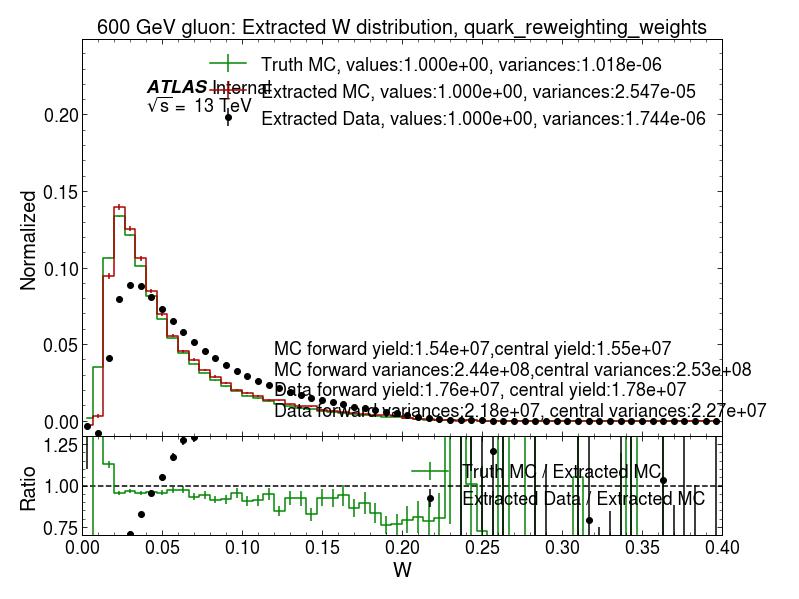 600 GeV gluon: Extracted W distribution, quark_reweighting_weights
Truth MC, values:1.000e+00, variances:1.018e-06
ATLAS Internal
Extracted MC, values:1.000e+00, variances:2.547e-05
√s = 13 TeV
Extracted Data, values:1.000e+00, variances:1.744e-06
Normalized
0.20
0.15
0.10
0.05
0.00
MC forward yield:1.54e+07,central yield:1.55e+07
MC forward variances:2.44e+08,central variances:2.53e+08
Data forward yield:1.76e+07, central yield:1.78e+07
Data forward variances:2.18e+07, central variances:2.27e+07
Ratio
1.25
1.00
0.75
Truth MC / Extracted MC
Extracted Data / Extracted MC
0.00 0.05 0.10 0.15 0.20 0.25 0.30 0.35 0.40
W